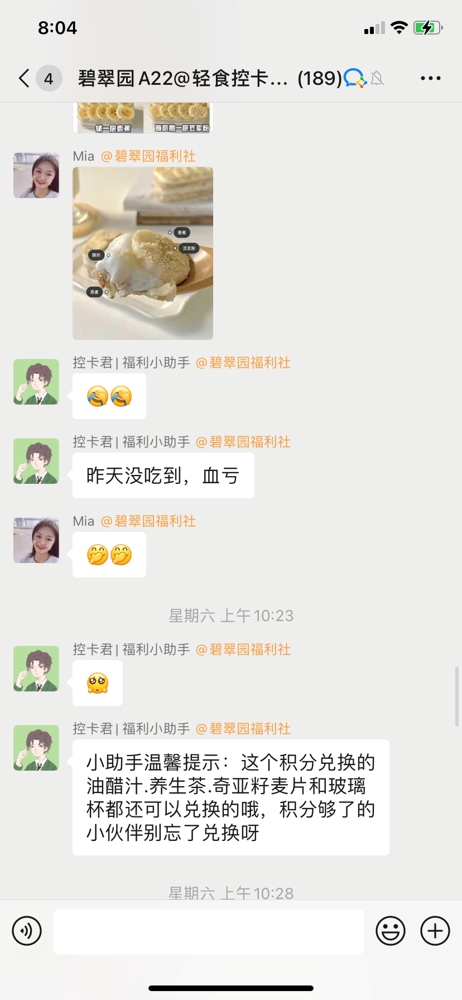 8:04
4
碧翠园A22@轻食控卡... (189)
铺一层香蕉
最后撒一层豆浆粉
Mia @碧翠园福利社
香蕉
豆浆粉
酸奶
燕麦
控卡君| 福利小助手 @碧翠园福利社
🤦🤦
控卡君| 福利小助手 @碧翠园福利社
昨天没吃到，血亏
Mia @碧翠园福利社
🤭🤭
星期六 上午10:23
控卡君| 福利小助手 @碧翠园福利社
🥺
控卡君| 福利小助手 @碧翠园福利社
小助手温馨提示：这个积分兑换的
油醋汁.养生茶.奇亚籽麦片和玻璃
杯都还可以兑换的哦，积分够了的
小伙伴别忘了兑换呀
星期六 上午10:28